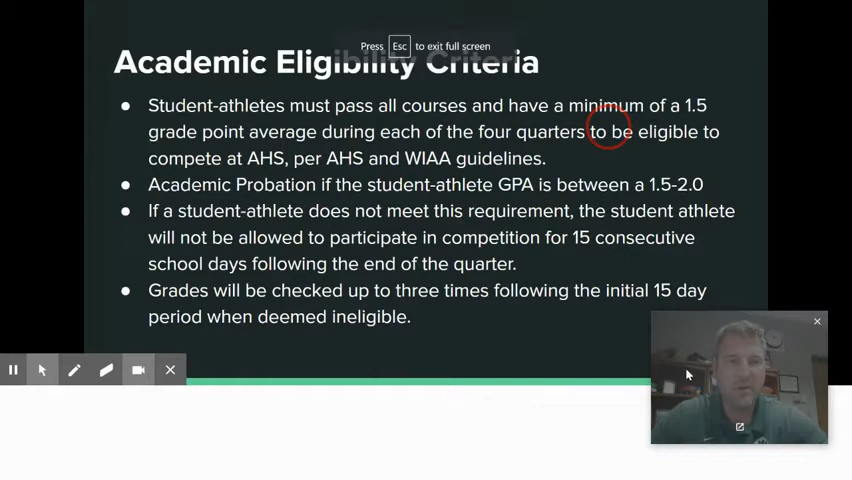 Press Esc to exit full screen
Academic Eligibility Criteria
● Student-athletes must pass all courses and have a minimum of a 1.5
grade point average during each of the four quarters to be eligible to
compete at AHS, per AHS and WIAA guidelines.
● Academic Probation if the student-athlete GPA is between a 1.5-2.0
● If a student-athlete does not meet this requirement, the student athlete
will not be allowed to participate in competition for 15 consecutive
school days following the end of the quarter.
● Grades will be checked up to three times following the initial 15 day
period when deemed ineligible.